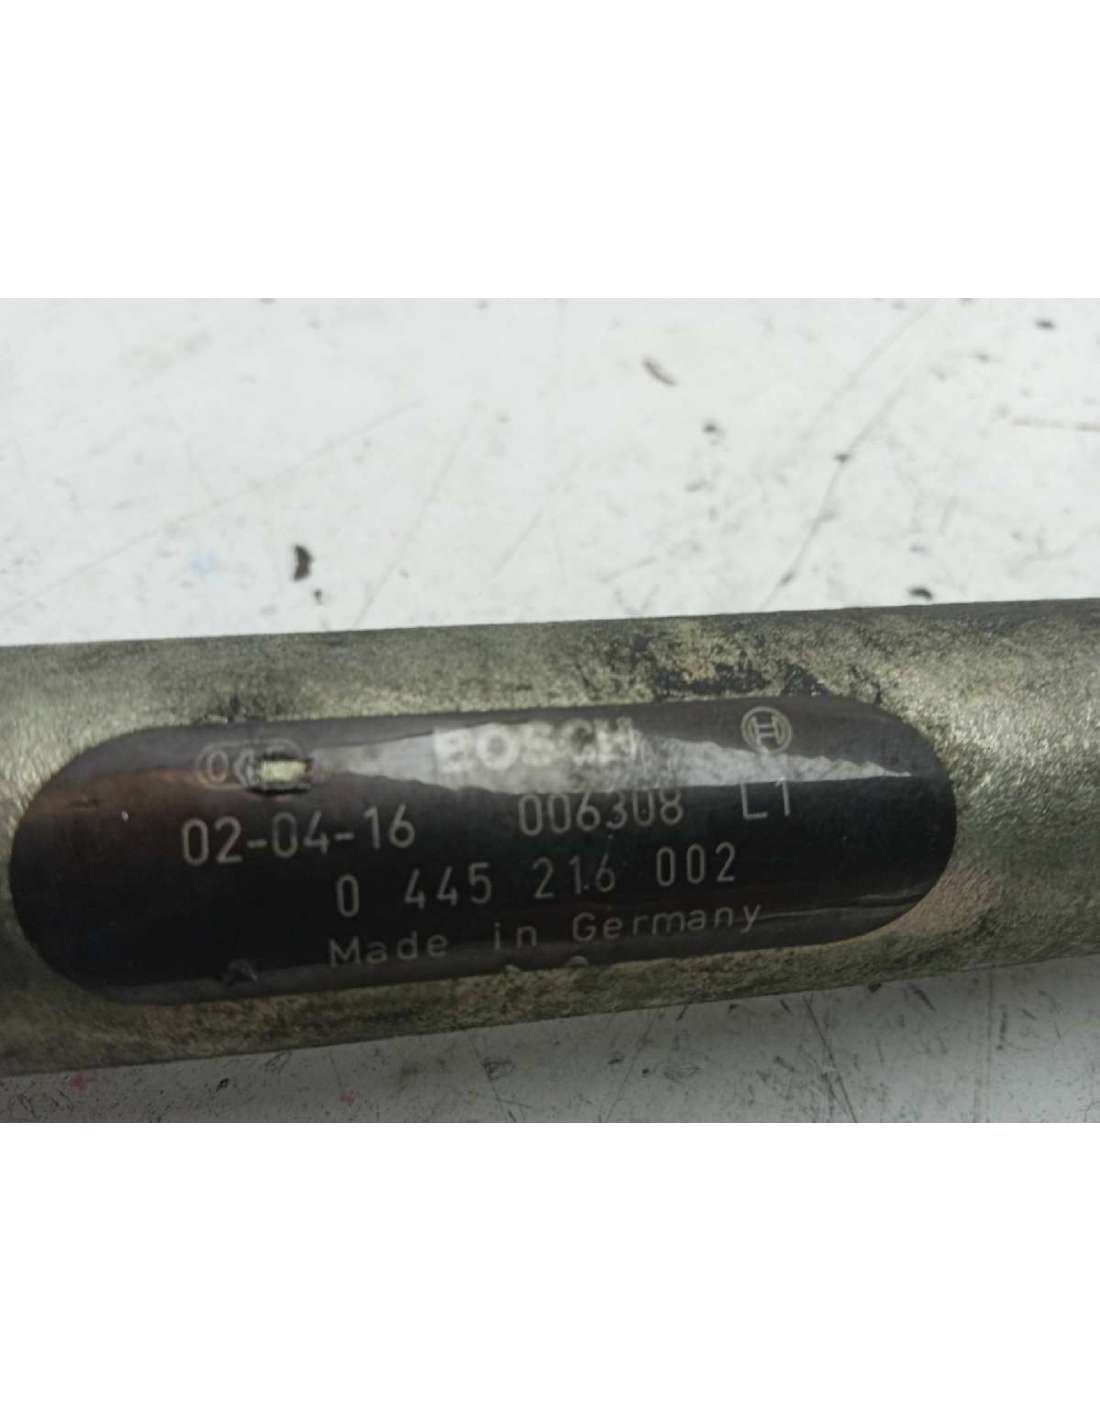 BOSCH
02-04-16 006308 L1
0 445 216 002
Made in Germany